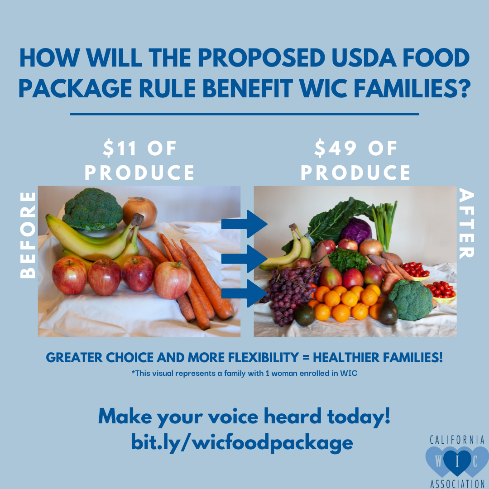 HOW WILL THE PROPOSED USDA FOOD
PACKAGE RULE BENEFIT WIC FAMILIES?
$11 OF
PRODUCE
$49 OF
PRODUCE
BEFORE
AFTER
GREATER CHOICE AND MORE FLEXIBILITY = HEALTHIER FAMILIES!
*This visual represents a family with 1 woman enrolled in WIC
Make your voice heard today!
bit.ly/wicfoodpackage
CALIFORNIA
W I C
ASSOCIATION